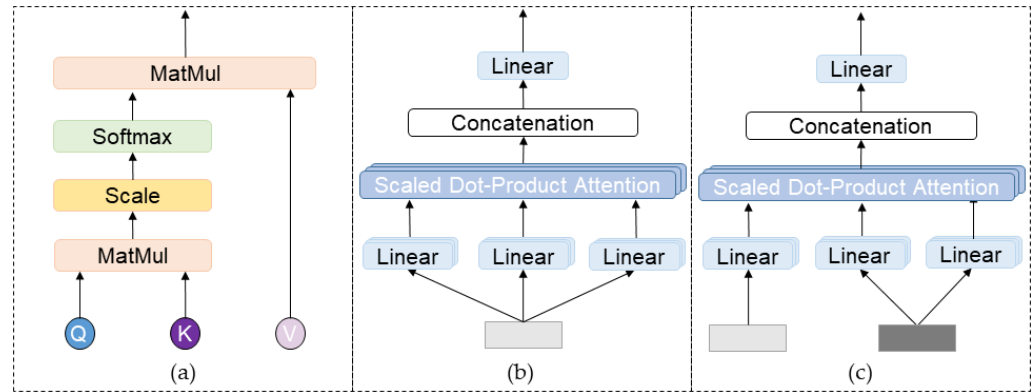 MatMul
Softmax
Scale
MatMul
Q K V
(a)
Linear
Concatenation
Scaled Dot-Product Attention
Linear Linear Linear
(b)
Linear
Concatenation
Scaled Dot-Product Attention
Linear Linear Linear
(c)